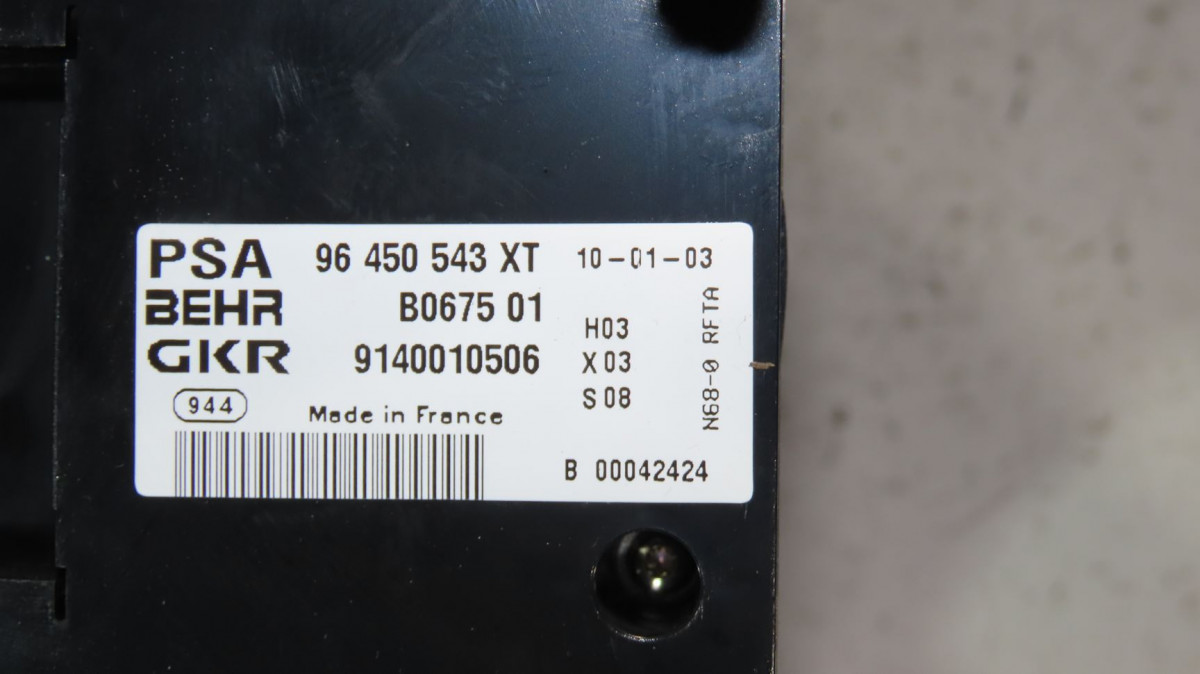 PSA 96 450 543 XT 10-01-03
BEHR B0675 01
H03
GKR 9140010506 X03
944 Made in France S08
B 00042424
N68-0 RFTA